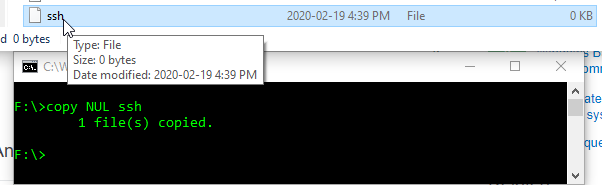 ssh 2020-02-19 4:39 PM File 0 KB
0 bytes
Type: File
Size: 0 bytes
Date modified: 2020-02-19 4:39 PM
F:\>copy NUL ssh
1 file(s) copied.
F:\>